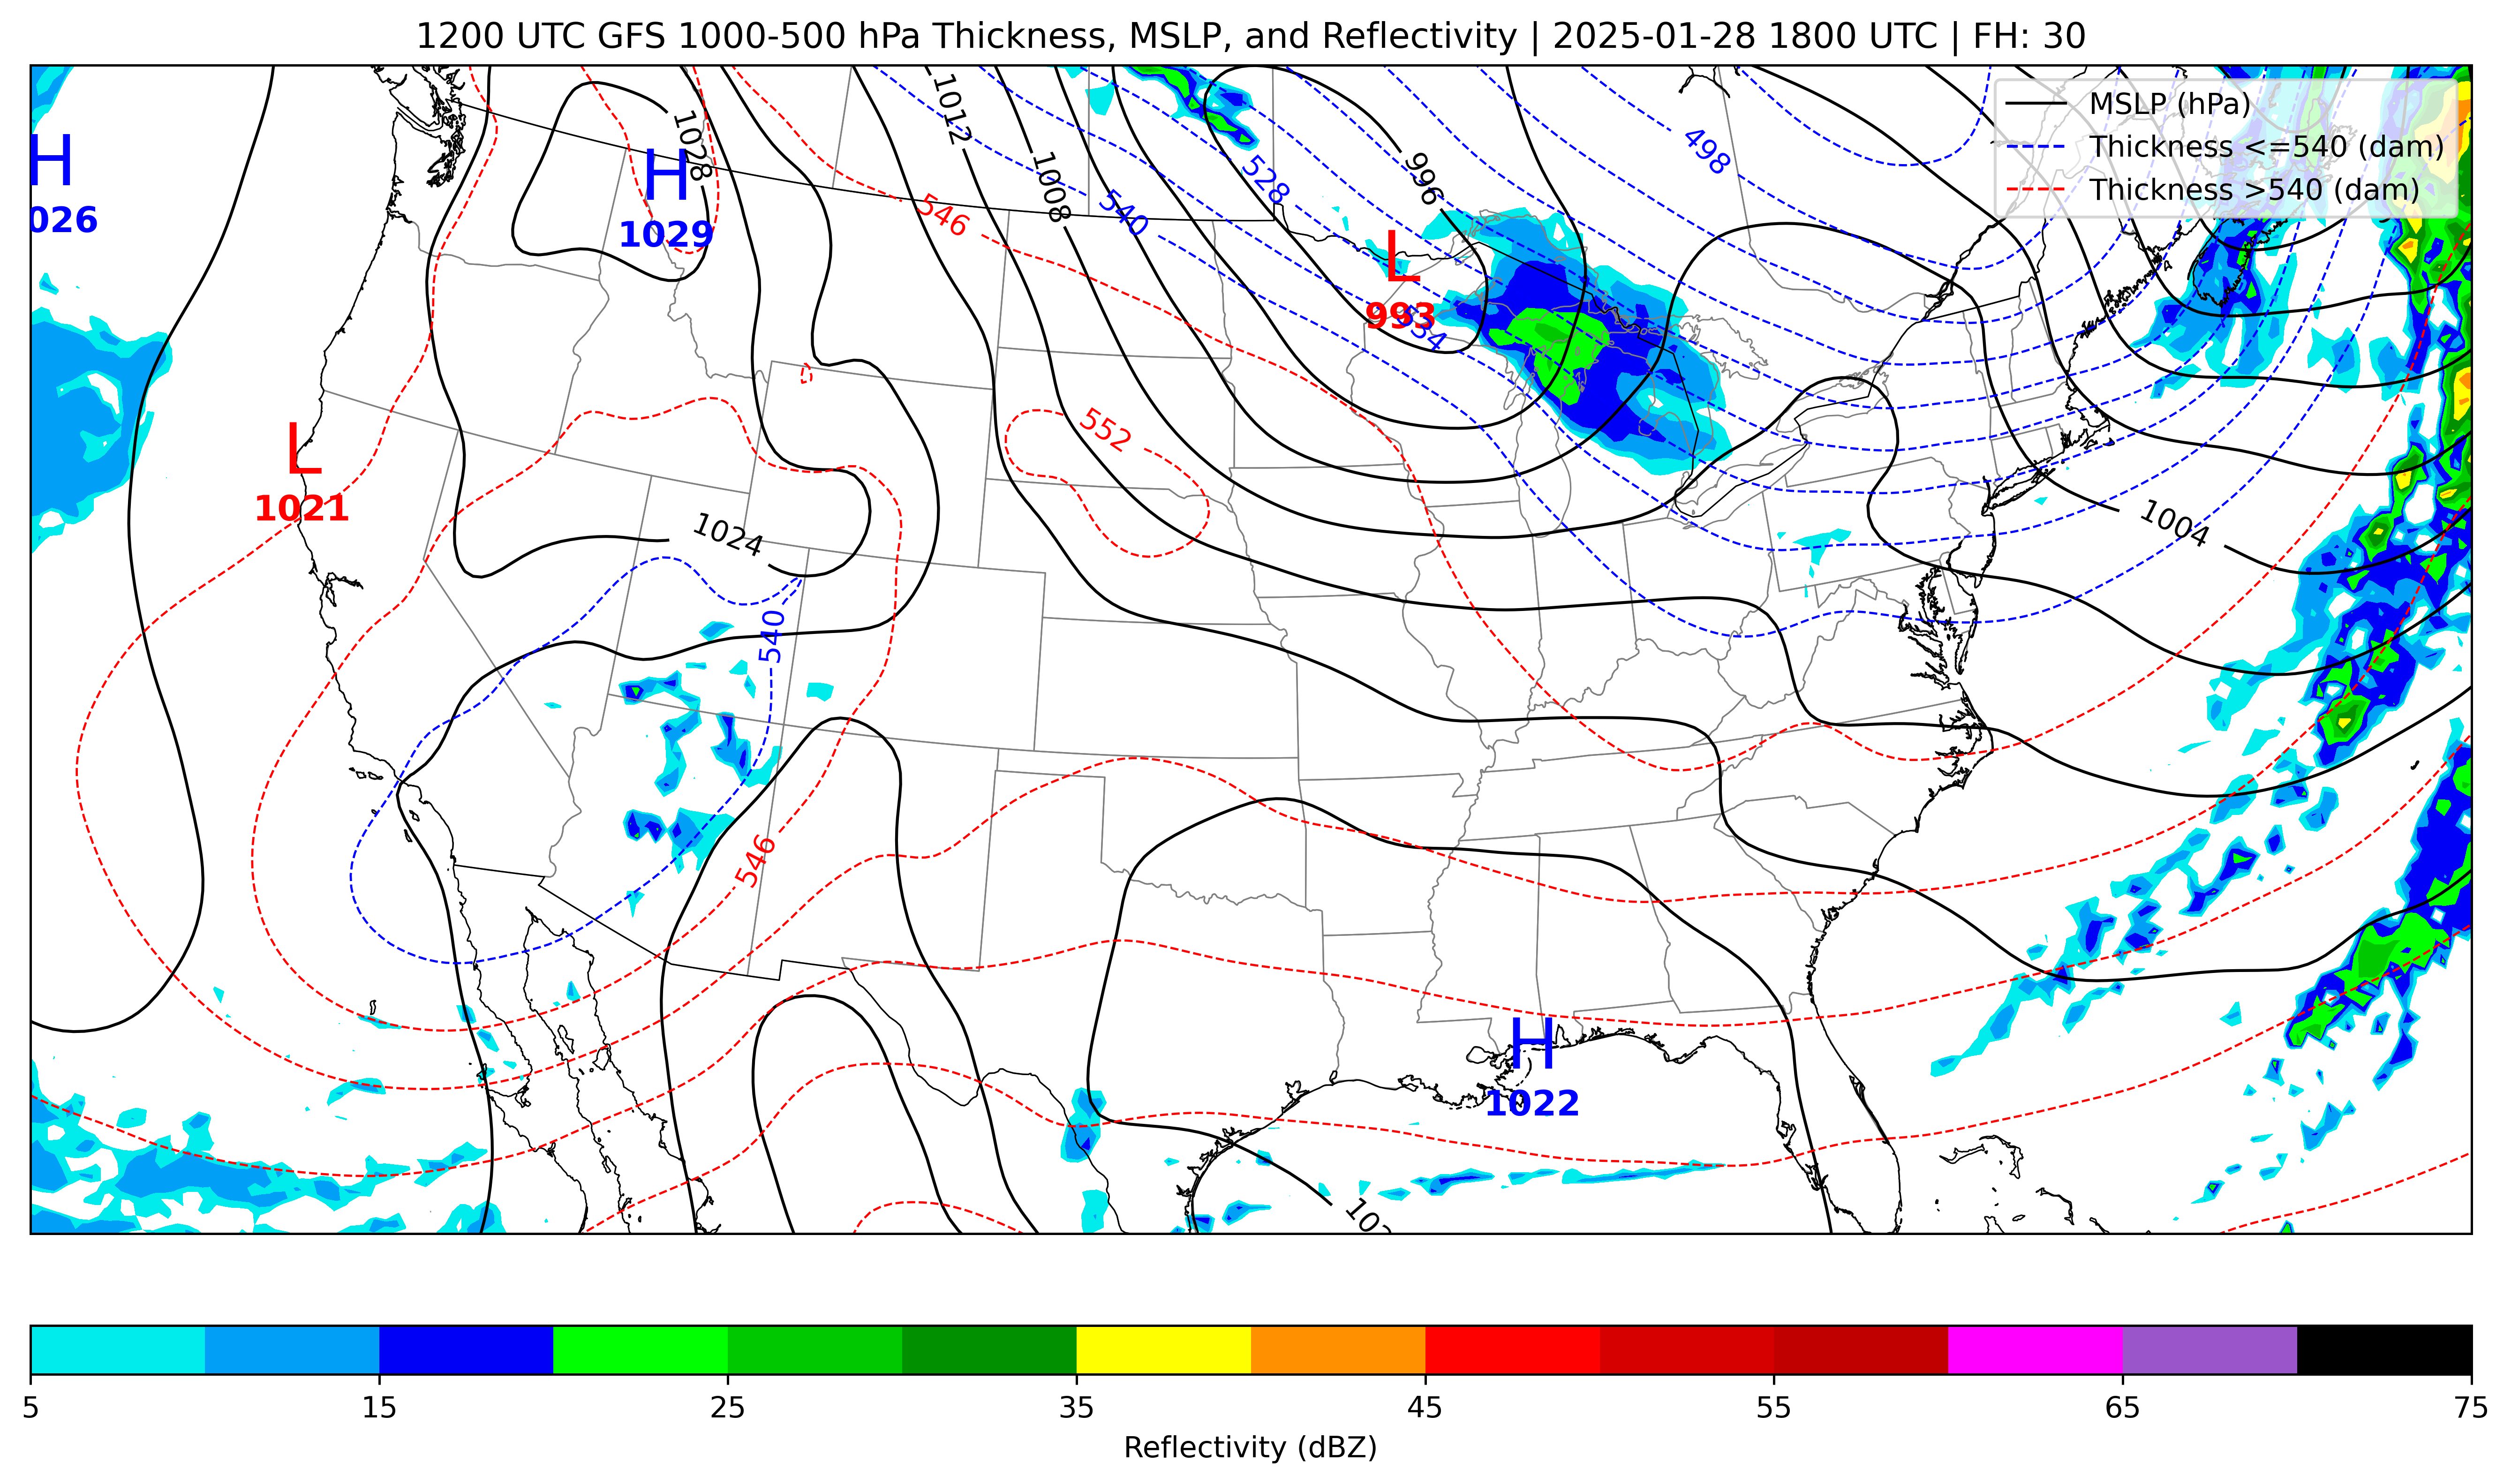 1200 UTC GFS 1000-500 hPa Thickness, MSLP, and Reflectivity | 2025-01-28 1800 UTC | FH: 30
MSLP (hPa)
Thickness <=540 (dam)
Thickness >540 (dam)
1012
1028
498
H
026
H
1029
1008
528
996
546
540
L
993
534
L
1021
552
1024
1004
540
546
H
1022
102
5 15 25 35 45 55 65 75
Reflectivity (dBZ)